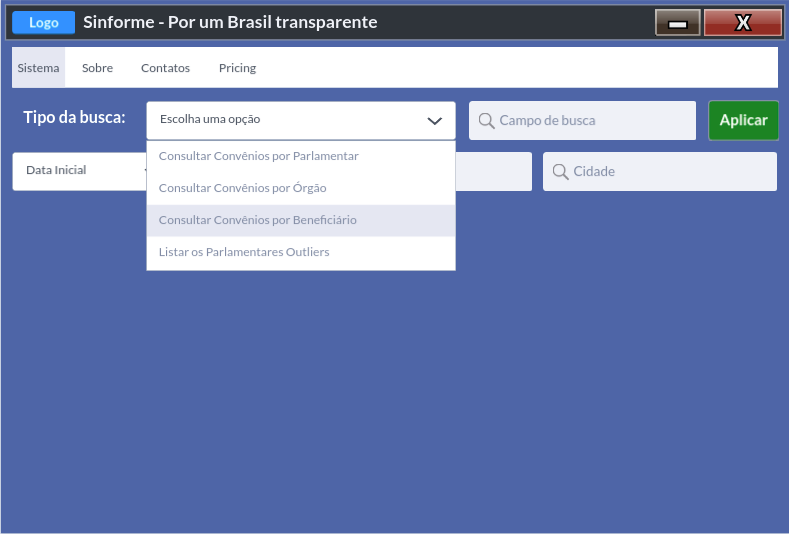 Logo Sinforme - Por um Brasil transparente X
Sistema Sobre Contatos Pricing
Tipo da busca: Escolha uma opção Campo de busca Aplicar
Consultar Convênios por Parlamentar
Data Inicial Cidade
Consultar Convênios por Órgão
Consultar Convênios por Beneficiário
Listar os Parlamentares Outliers